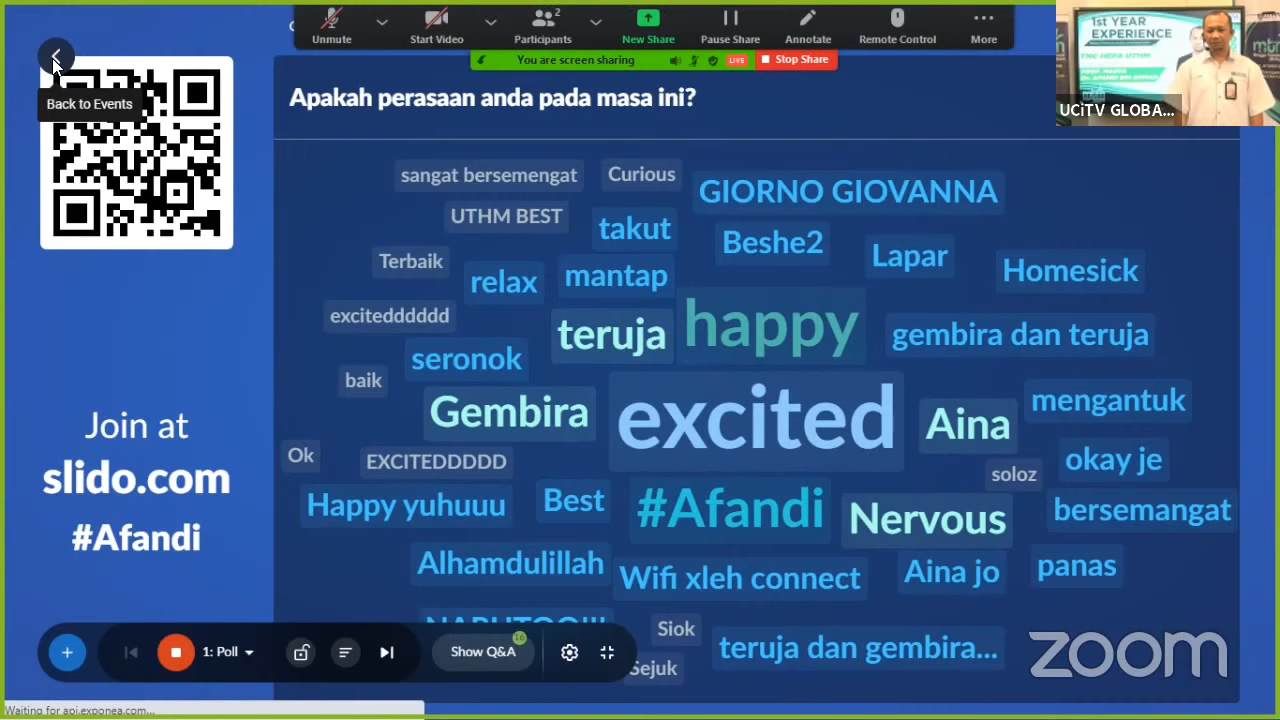 Unmute
Start Video
2
Participants
New Share
Pause Share
Annotate
Remote Control
More
You are screen sharing
LIVE
Stop Share
1st YEAR
EXPERIENCE
UCiTV GLOBA...
Back to Events
Apakah perasaan anda pada masa ini?
sangat bersemengat
Curious
GIORNO GIOVANNA
UTHM BEST
takut
Beshe2
Lapar
Homesick
Terbaik
relax
mantap
excitedddddd
teruja
happy
gembira dan teruja
seronok
baik
Gembira
excited
Aina
mengantuk
Ok
EXCITEDDDDD
soloz
okay je
Happy yuhuuu
Best
#Afandi
Nervous
bersemangat
Alhamdulillah
Wifi xleh connect
Aina jo
panas
Siok
teruja dan gembira...
Sejuk
Join at
slido.com
#Afandi
1: Poll
Show Q&A
16
zoom
Waiting for api.exponea.com...